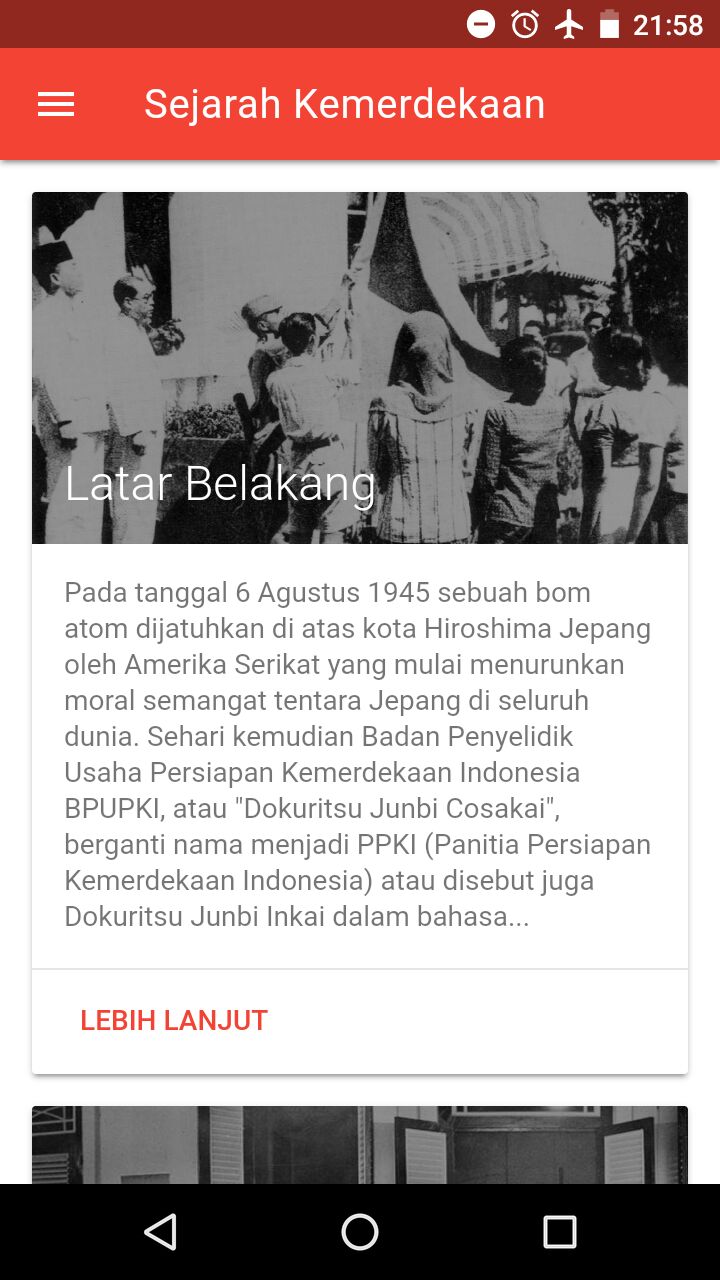 21:58
Sejarah Kemerdekaan
Latar Belakang
Pada tanggal 6 Agustus 1945 sebuah bom
atom dijatuhkan di atas kota Hiroshima Jepang
oleh Amerika Serikat yang mulai menurunkan
moral semangat tentara Jepang di seluruh
dunia. Sehari kemudian Badan Penyelidik
Usaha Persiapan Kemerdekaan Indonesia
BPUPKI, atau "Dokuritsu Junbi Cosakai",
berganti nama menjadi PPKI (Panitia Persiapan
Kemerdekaan Indonesia) atau disebut juga
Dokuritsu Junbi Inkai dalam bahasa...
LEBIH LANJUT